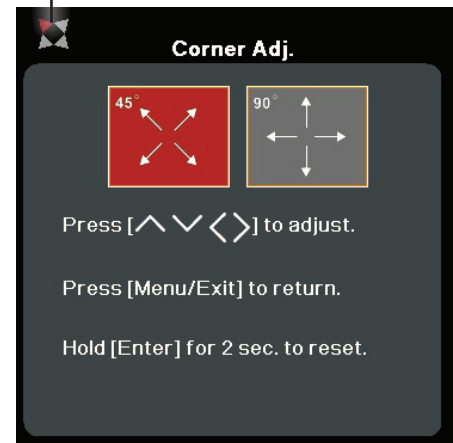 Corner Adj.
45°
90°
Press [︿﹀〈〉] to adjust.
Press [Menu/Exit] to return.
Hold [Enter] for 2 sec. to reset.